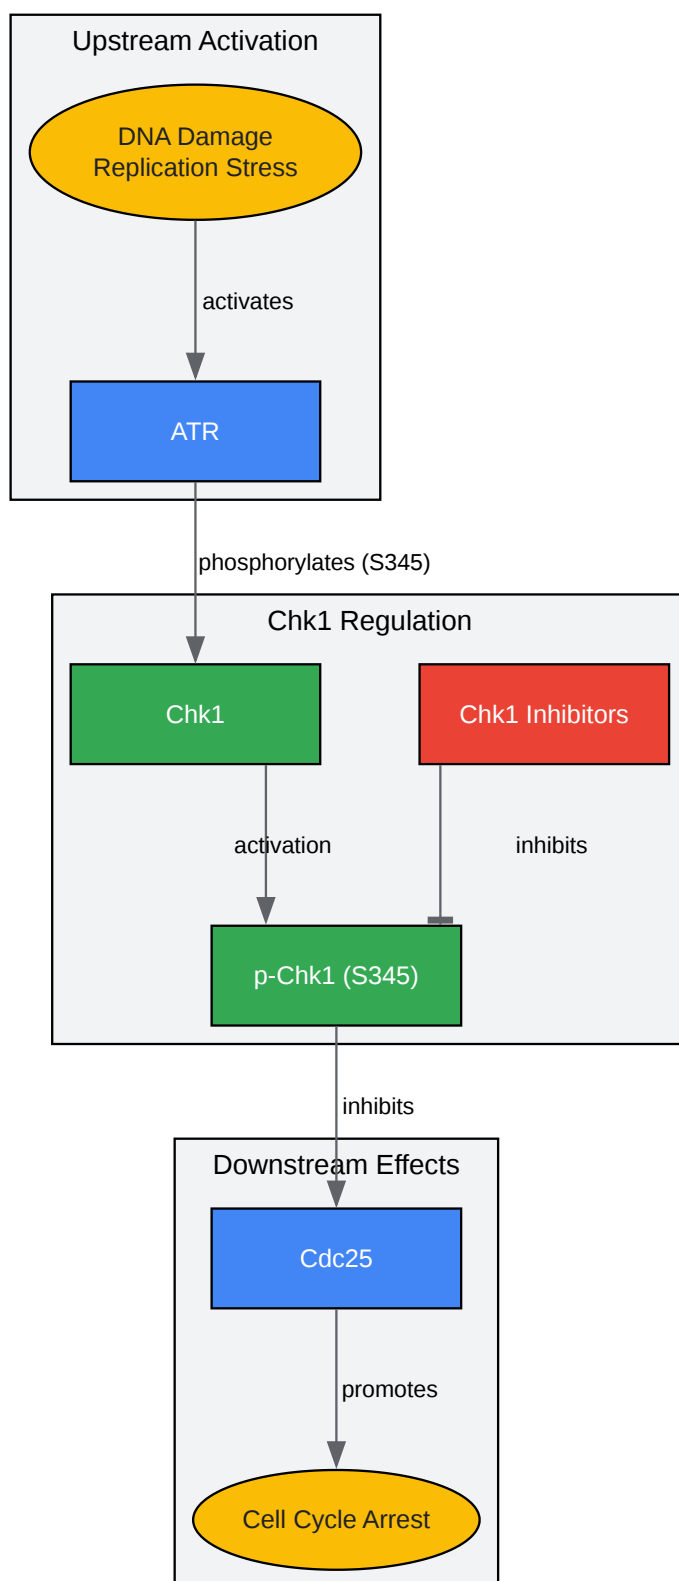 Upstream Activation
DNA Damage
Replication Stress
activates
ATR
phosphorylates (S345)
Chk1 Regulation
Chk1
Chk1 Inhibitors
activation
inhibits
p-Chk1 (S345)
inhibits
Downstream Effects
Cdc25
promotes
Cell Cycle Arrest